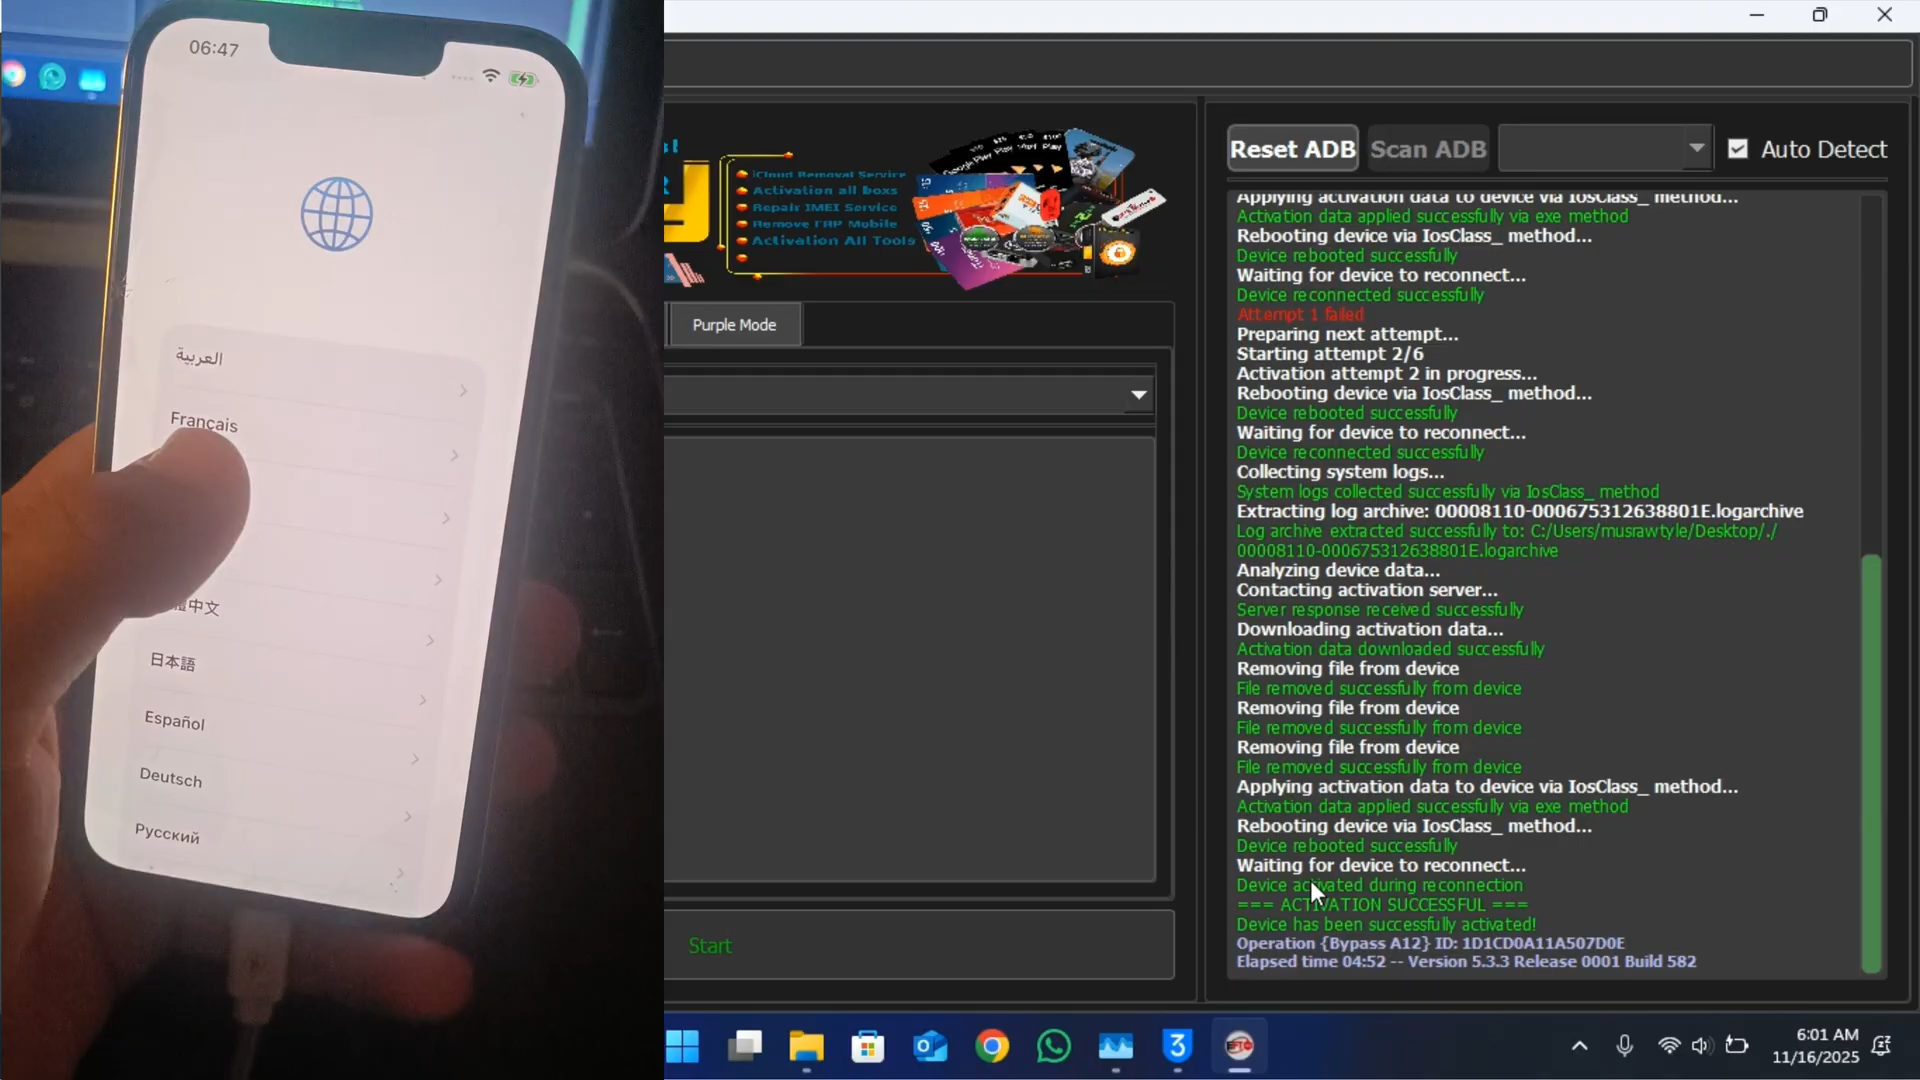 06:47
العربية
Français
中文
日本語
Español
Deutsch
Русский
iCloud Removal Service
Activation all boxs
Repair IMEI Service
Remove FRP Mobile
Activation All Tools
Purple Mode
Start
Reset ADB
Scan ADB
Auto Detect
Applying activation data to device via IosClass_ method...
Activation data applied successfully via exe method
Rebooting device via IosClass_ method...
Device rebooted successfully
Waiting for device to reconnect...
Device reconnected successfully
Attempt 1 failed
Preparing next attempt...
Starting attempt 2/6
Activation attempt 2 in progress...
Rebooting device via IosClass_ method...
Device rebooted successfully
Waiting for device to reconnect...
Device reconnected successfully
Collecting system logs...
System logs collected successfully via IosClass_ method
Extracting log archive: 00008110-000675312638801E.logarchive
Log archive extracted successfully to: C:/Users/musrawtyle/Desktop/./
00008110-000675312638801E.logarchive
Analyzing device data...
Contacting activation server...
Server response received successfully
Downloading activation data...
Activation data downloaded successfully
Removing file from device
File removed successfully from device
Removing file from device
File removed successfully from device
Removing file from device
File removed successfully from device
Applying activation data to device via IosClass_ method...
Activation data applied successfully via exe method
Rebooting device via IosClass_ method...
Device rebooted successfully
Waiting for device to reconnect...
Device activated during reconnection
=== ACTIVATION SUCCESSFUL ===
Device has been successfully activated!
Operation {Bypass A12} ID: 1D1CD0A11A507D0E
Elapsed time 04:52 -- Version 5.3.3 Release 0001 Build 582
6:01 AM
11/16/2025